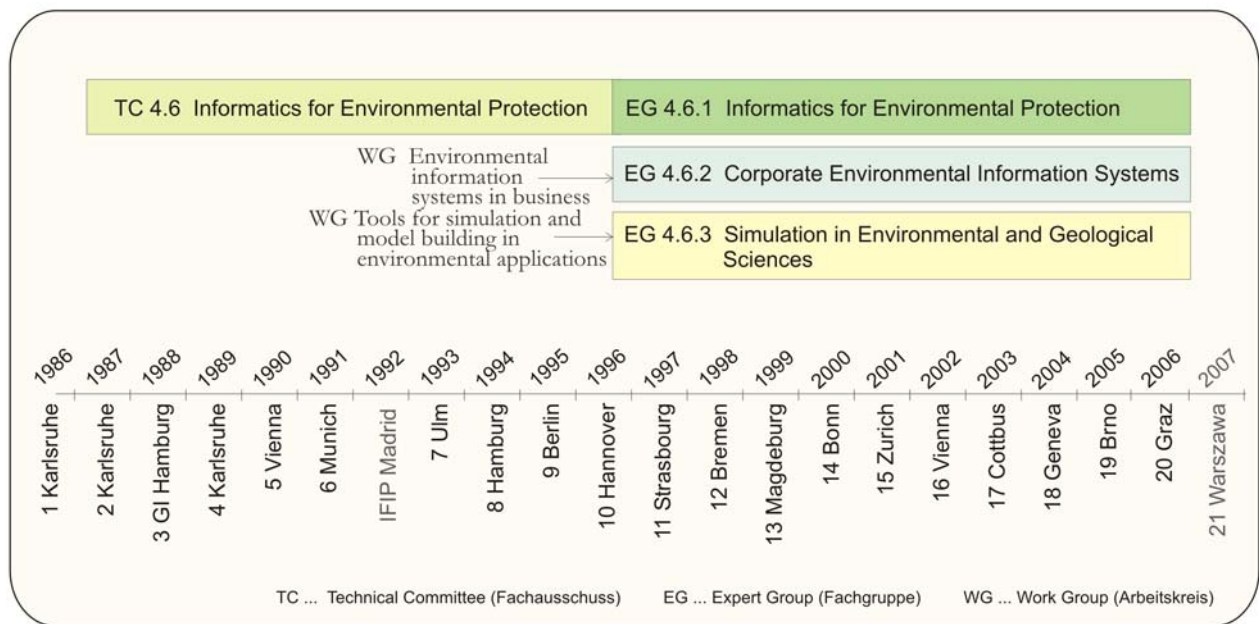 TC 4.6 Informatics for Environmental Protection
EG 4.6.1 Informatics for Environmental Protection
WG Environmental
information
systems in business
EG 4.6.2 Corporate Environmental Information Systems
WG Tools for simulation and
model building in
environmental applications
EG 4.6.3 Simulation in Environmental and Geological
Sciences
1986
1987
1988
1989
1990
1991
1992
1993
1994
1995
1996
1997
1998
1999
2000
2001
2002
2003
2004
2005
2006
2007
1 Karlsruhe
2 Karlsruhe
3 GI Hamburg
4 Karlsruhe
5 Vienna
6 Munich
IFIP Madrid
7 Ulm
8 Hamburg
9 Berlin
10 Hannover
11 Strasbourg
12 Bremen
13 Magdeburg
14 Bonn
15 Zurich
16 Vienna
17 Cottbus
18 Geneva
19 Brno
20 Graz
21 Warszawa
TC ... Technical Committee (Fachausschuss)
EG ... Expert Group (Fachgruppe)
WG ... Work Group (Arbeitskreis)